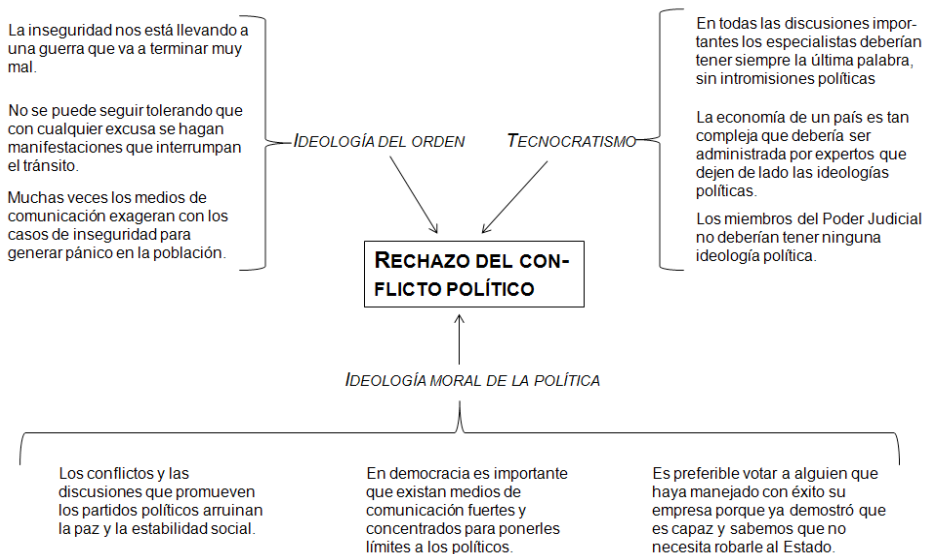 La inseguridad nos está llevando a
una guerra que va a terminar muy
mal.
No se puede seguir tolerando que
con cualquier excusa se hagan
manifestaciones que interrumpan
el tránsito.
Muchas veces los medios de
comunicación exageran con los
casos de inseguridad para
generar pánico en la población.
IDEOLOGÍA DEL ORDEN
TECNOCRATISMO
En todas las discusiones impor-
tantes los especialistas deberían
tener siempre la última palabra,
sin intromisiones políticas
La economía de un país es tan
compleja que debería ser
administrada por expertos que
dejen de lado las ideologías
políticas.
Los miembros del Poder Judicial
no deberían tener ninguna
ideología política.
RECHAZO DEL CON-
FLICTO POLÍTICO
IDEOLOGÍA MORAL DE LA POLÍTICA
Los conflictos y las
discusiones que promueven
los partidos políticos arruinan
la paz y la estabilidad social.
En democracia es importante
que existan medios de
comunicación fuertes y
concentrados para ponerles
límites a los políticos.
Es preferible votar a alguien que
haya manejado con éxito su
empresa porque ya demostró que
es capaz y sabemos que no
necesita robarle al Estado.